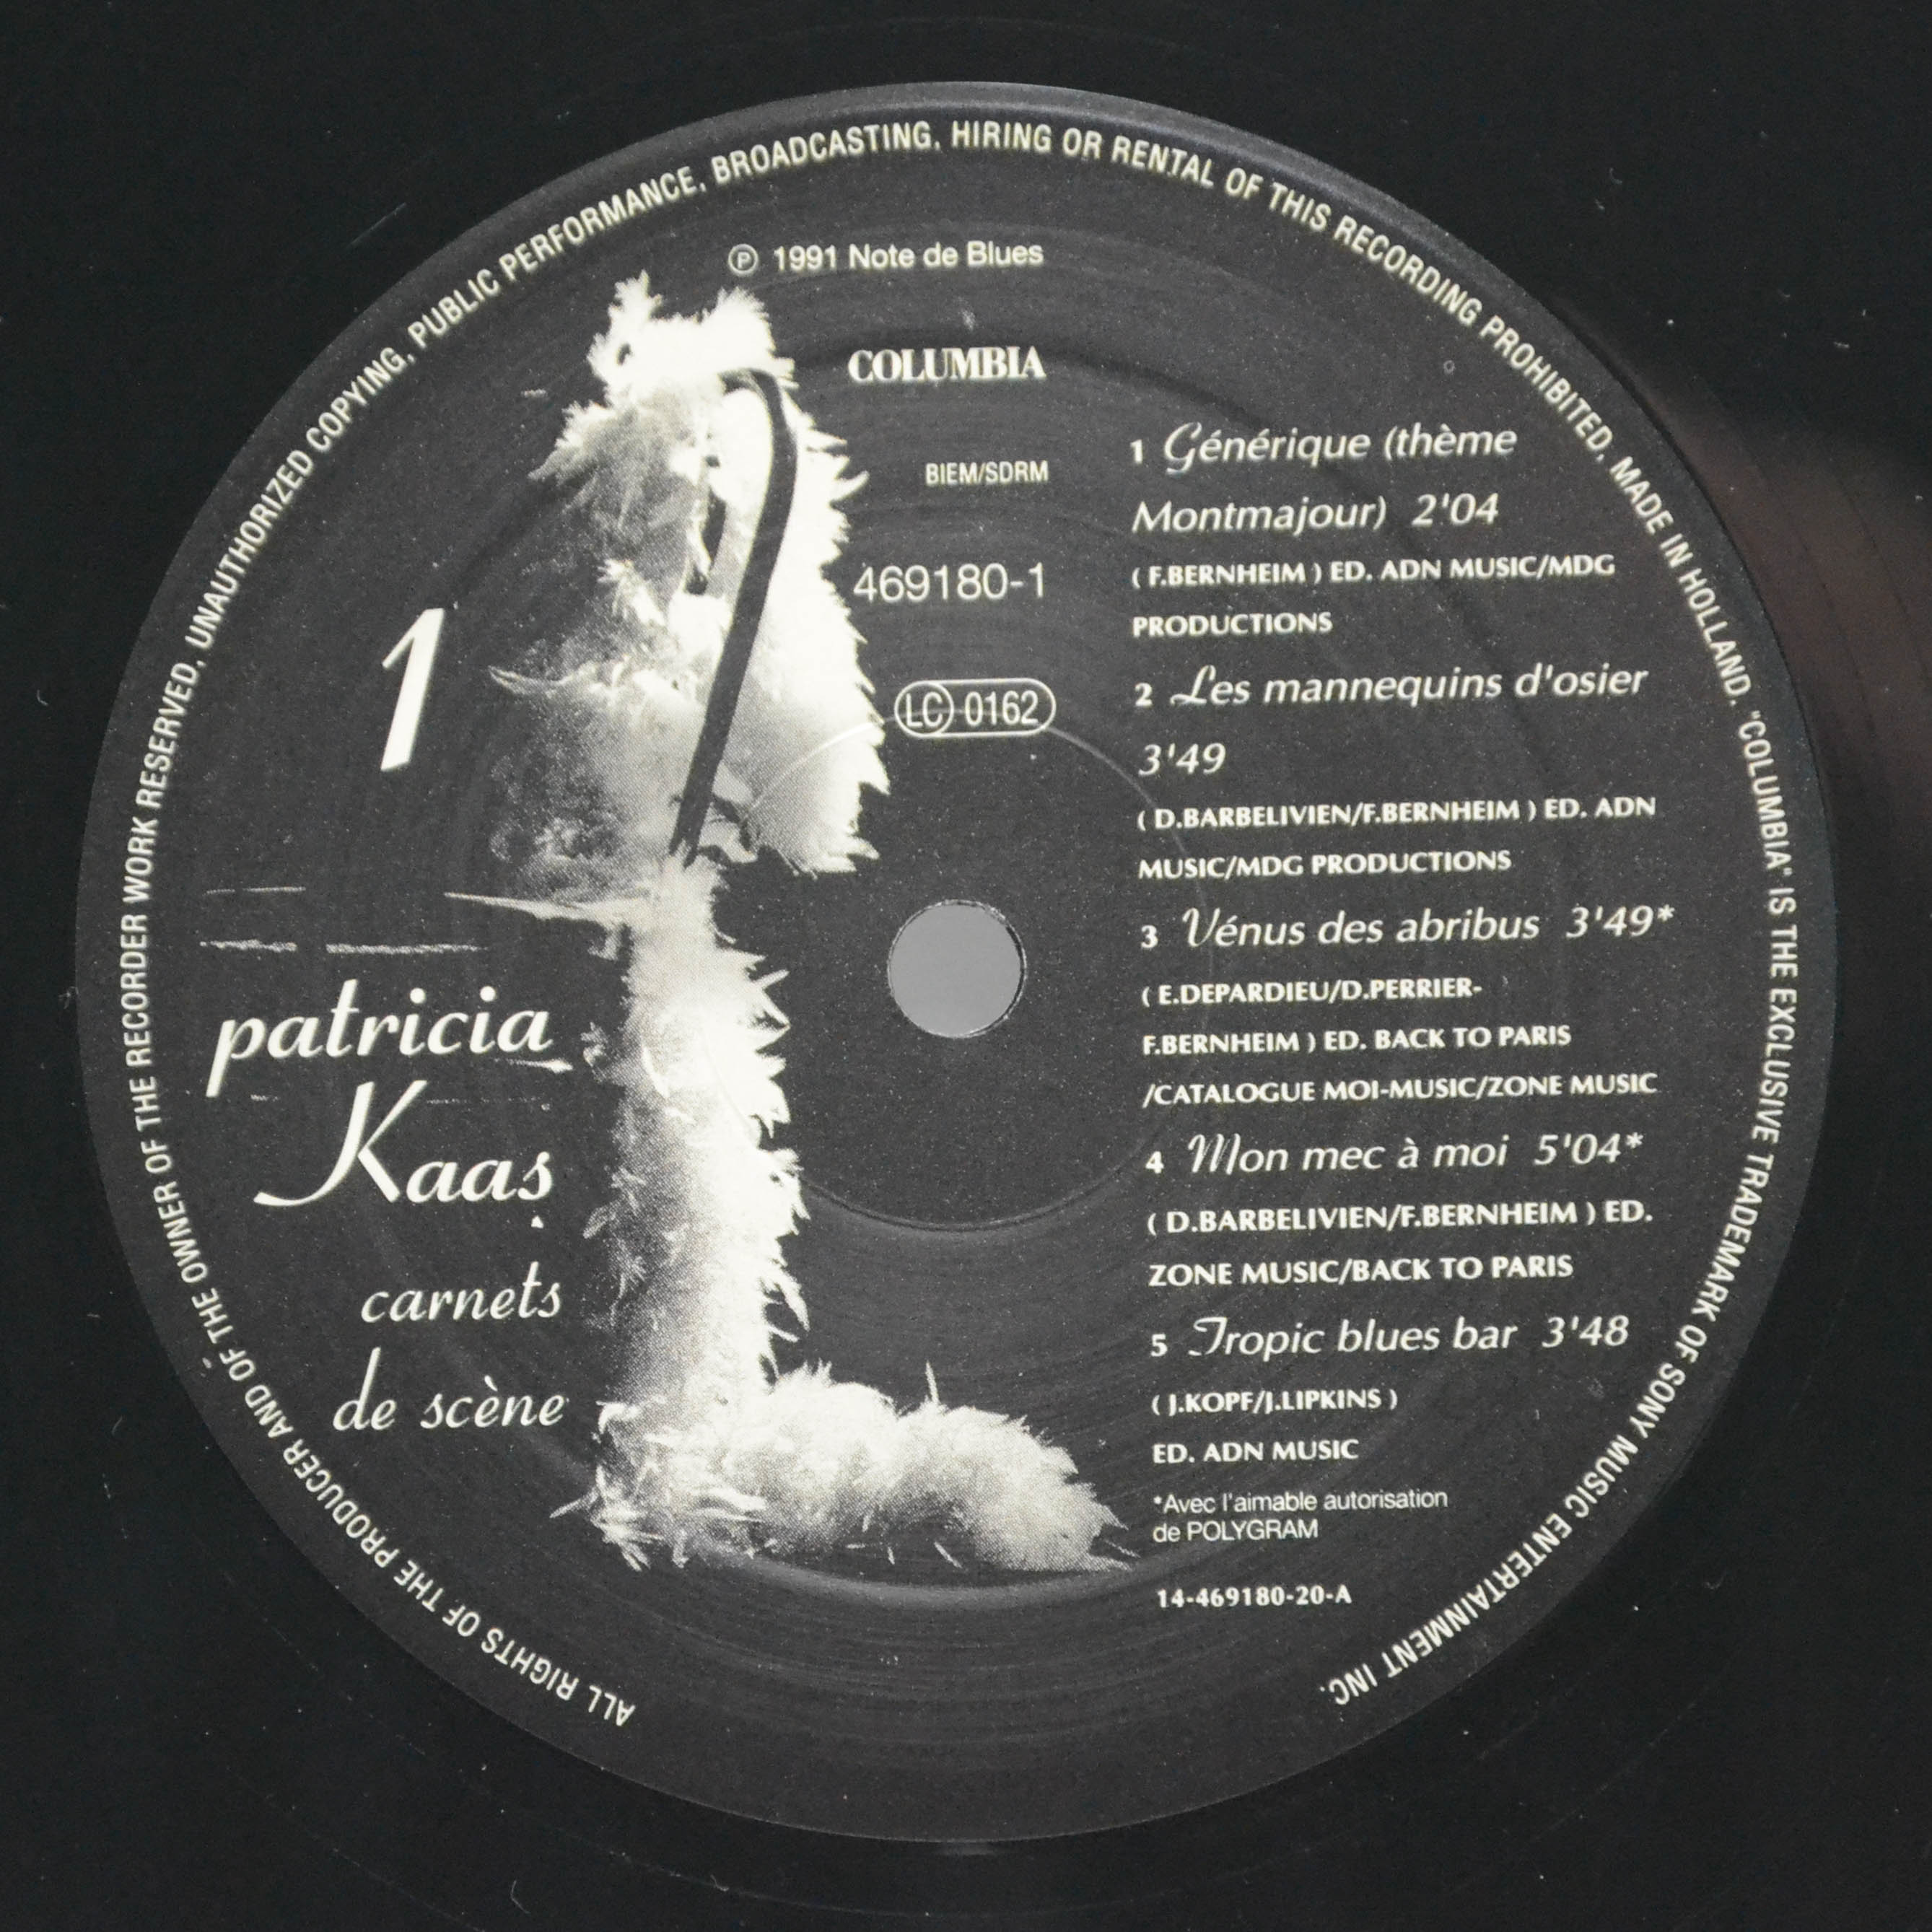 ALL RIGHTS OF THE PRODUCER AND OF THE OWNER OF THE RECORDER WORK RESERVED. UNAUTHORIZED COPYING, PUBLIC PERFORMANCE, BROADCASTING, HIRING OR RENTAL OF THIS RECORDING PROHIBITED. MADE IN HOLLAND. "COLUMBIA" IS THE EXCLUSIVE TRADEMARK OF SONY MUSIC ENTERTAINMENT INC.
℗ 1991 Note de Blues
COLUMBIA
BIEM/SDRM
469180-1
LC 0162
1
patricia
Kaas
carnets
de scène
1 Générique (thème
Montmajour) 2'04
( F.BERNHEIM ) ED. ADN MUSIC/MDG
PRODUCTIONS
2 Les mannequins d'osier
3'49
( D.BARBELIVIEN/F.BERNHEIM ) ED. ADN
MUSIC/MDG PRODUCTIONS
3 Vénus des abribus 3'49*
( E.DEPARDIEU/D.PERRIER-
F.BERNHEIM ) ED. BACK TO PARIS
/CATALOGUE MOI-MUSIC/ZONE MUSIC
4 Mon mec à moi 5'04*
( D.BARBELIVIEN/F.BERNHEIM ) ED.
ZONE MUSIC/BACK TO PARIS
5 Tropic blues bar 3'48
( J.KOPF/J.LIPKINS )
ED. ADN MUSIC
*Avec l'aimable autorisation
de POLYGRAM
14-469180-20-A